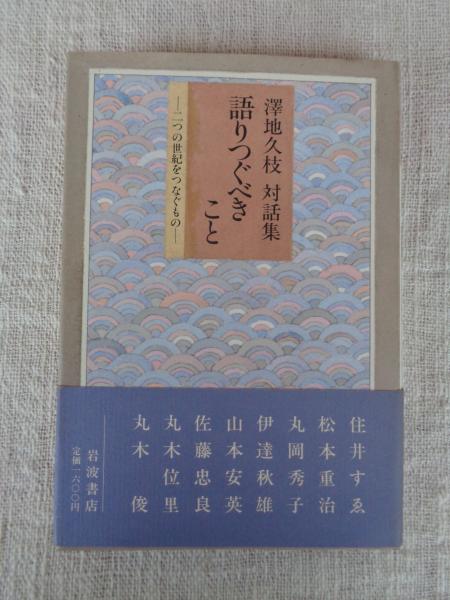 澤地久枝 対話集
語りつぐべき
こと
―二つの世紀をつなぐもの―
住井すゑ
松本重治
丸岡秀子
伊達秋雄
山本安英
佐藤忠良
丸木位里
丸木俊
岩波書店
定価一六〇〇円